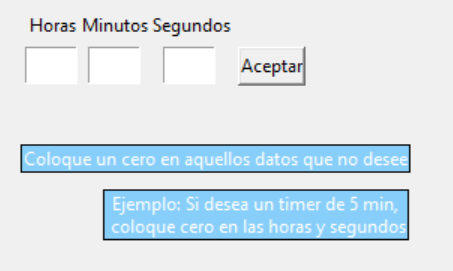 Horas Minutos Segundos
Aceptar
Coloque un cero en aquellos datos que no desee
Ejemplo: Si desea un timer de 5 min,
coloque cero en las horas y segundos